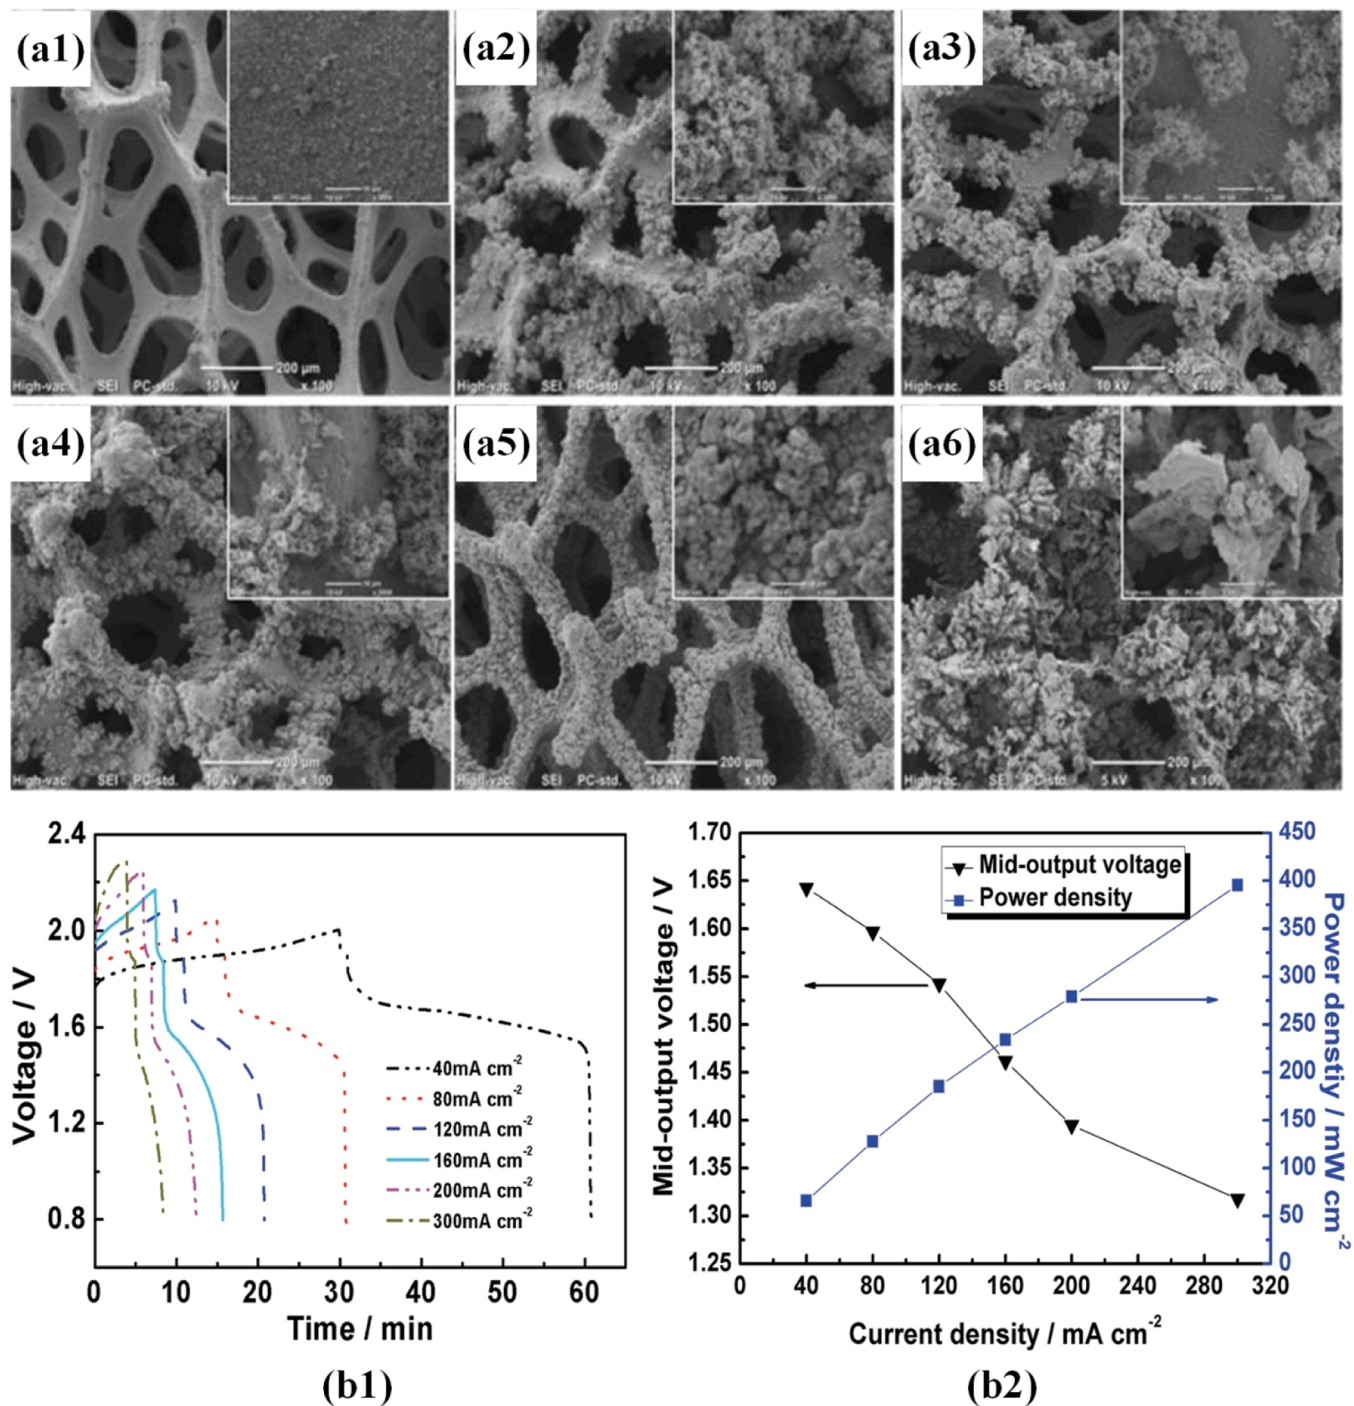 (a1)
(a2)
(a3)
200 µm
High-vac. SEI PC-std. 10 kV x 100
200 µm
High-vac. SEI PC-std. 10 kV x 100
200 µm
High-vac. SEI PC-std. 10 kV x 100
(a4)
(a5)
(a6)
200 µm
High-vac. SEI PC-std. 10 kV x 100
200 µm
High-vac. SEI PC-std. 10 kV x 100
200 µm
High-vac. SEI PC-std. 5 kV x 100
2.4
2.0
1.6
1.2
0.8
Voltage / V
40mA cm-2
80mA cm-2
120mA cm-2
160mA cm-2
200mA cm-2
300mA cm-2
0 10 20 30 40 50 60
Time / min
(b1)
1.70
1.65
1.60
1.55
1.50
1.45
1.40
1.35
1.30
1.25
Mid-output voltage / V
Mid-output voltage
Power density
450
400
350
300
250
200
150
100
50
0
Power denstiy / mW cm-2
0 40 80 120 160 200 240 280 320
Current density / mA cm-2
(b2)